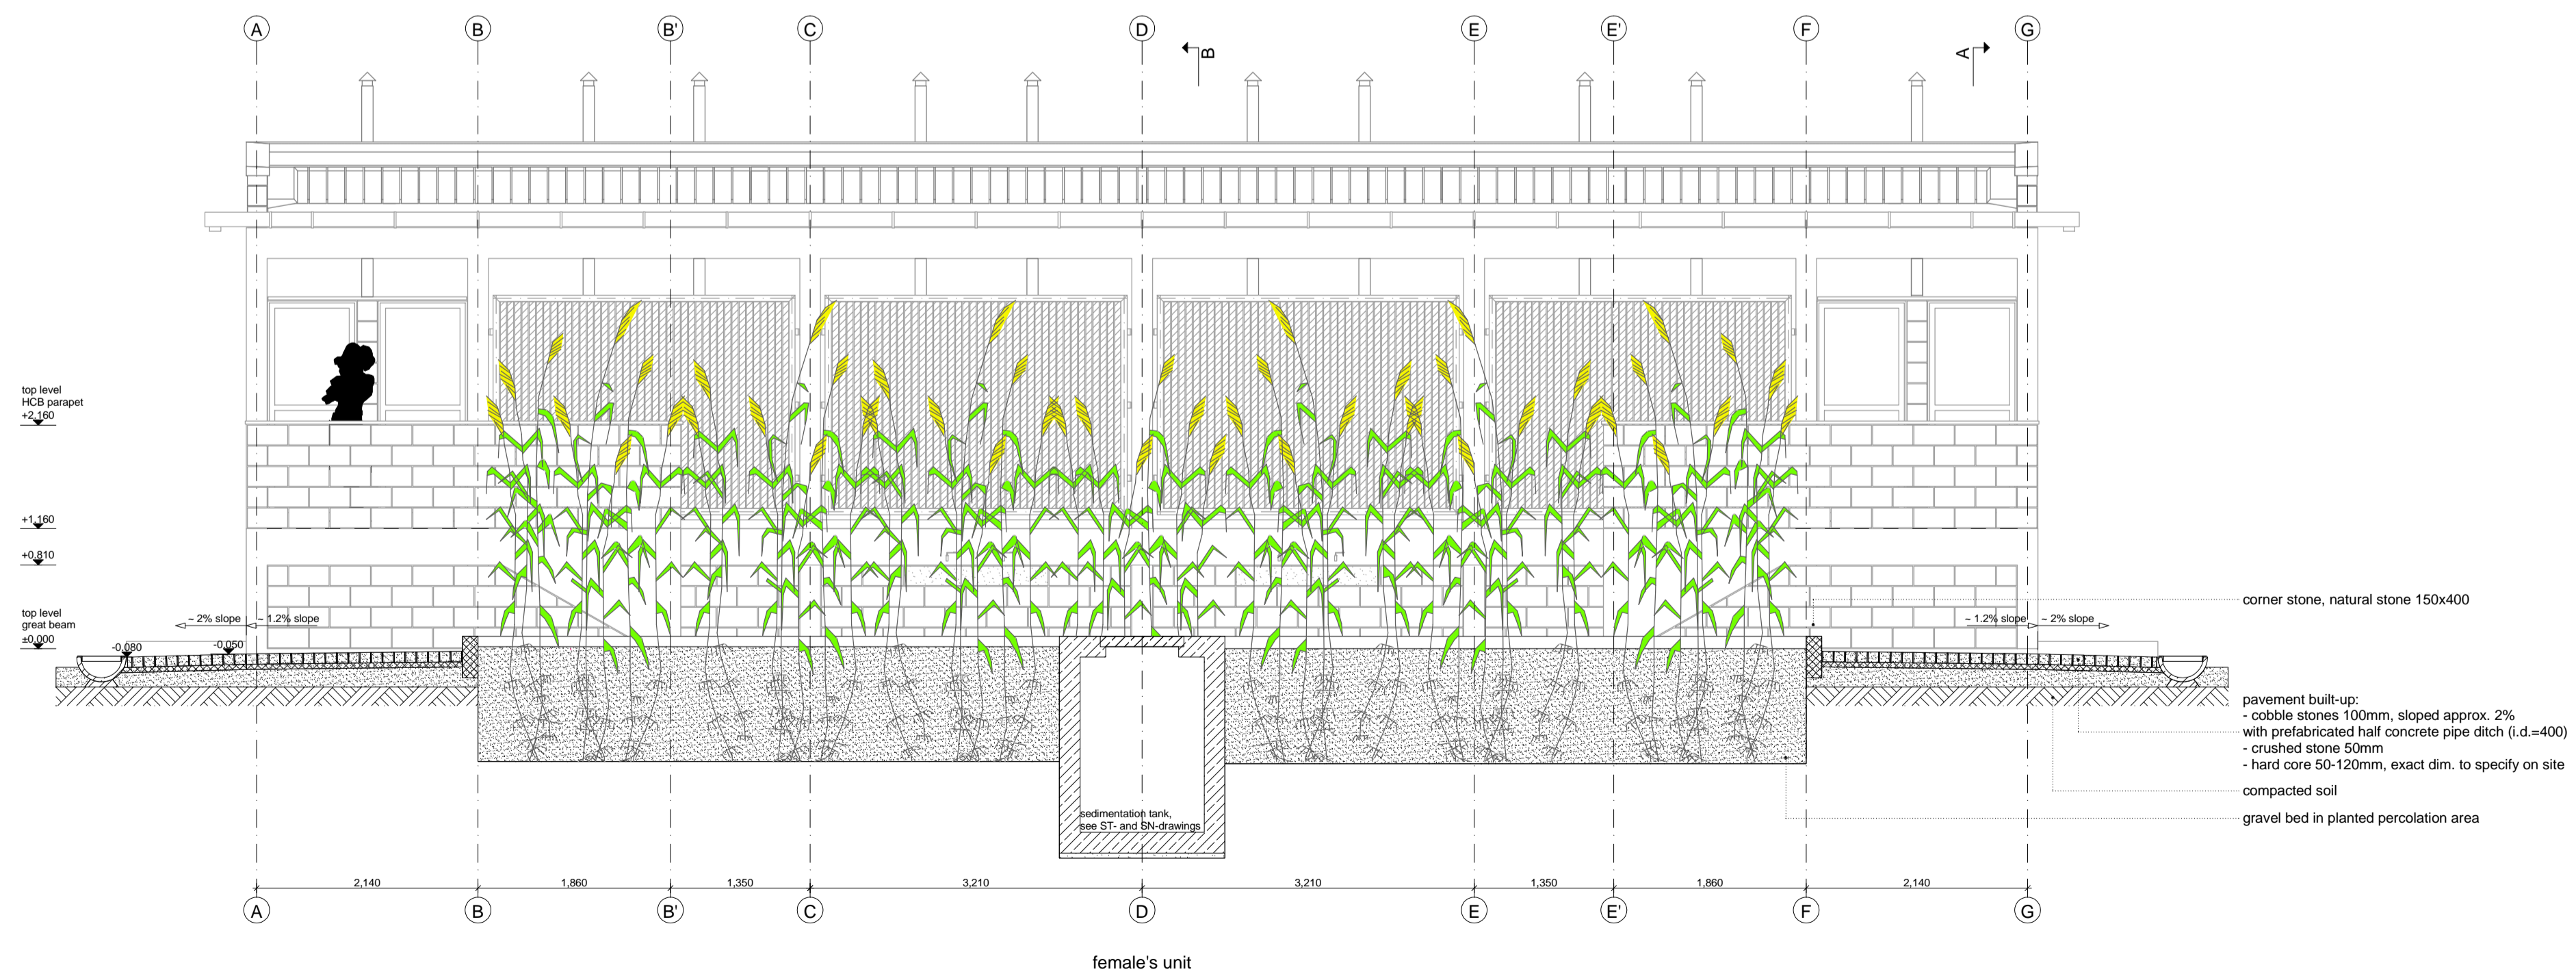 A B B' C D E E' F G
B A
top level
HCB parapet
+2,160
+1,160
+0,810
top level
great beam
±0,000
~ 2% slope ~ 1.2% slope
-0,080 -0,050
~ 1.2% slope ~ 2% slope
corner stone, natural stone 150x400
pavement built-up:
- cobble stones 100mm, sloped approx. 2%
with prefabricated half concrete pipe ditch (i.d.=400)
- crushed stone 50mm
- hard core 50-120mm, exact dim. to specify on site
compacted soil
gravel bed in planted percolation area
sedimentation tank,
see ST- and SN-drawings
2,140 1,860 1,350 3,210 3,210 1,350 1,860 2,140
A B B' C D E E' F G
female's unit